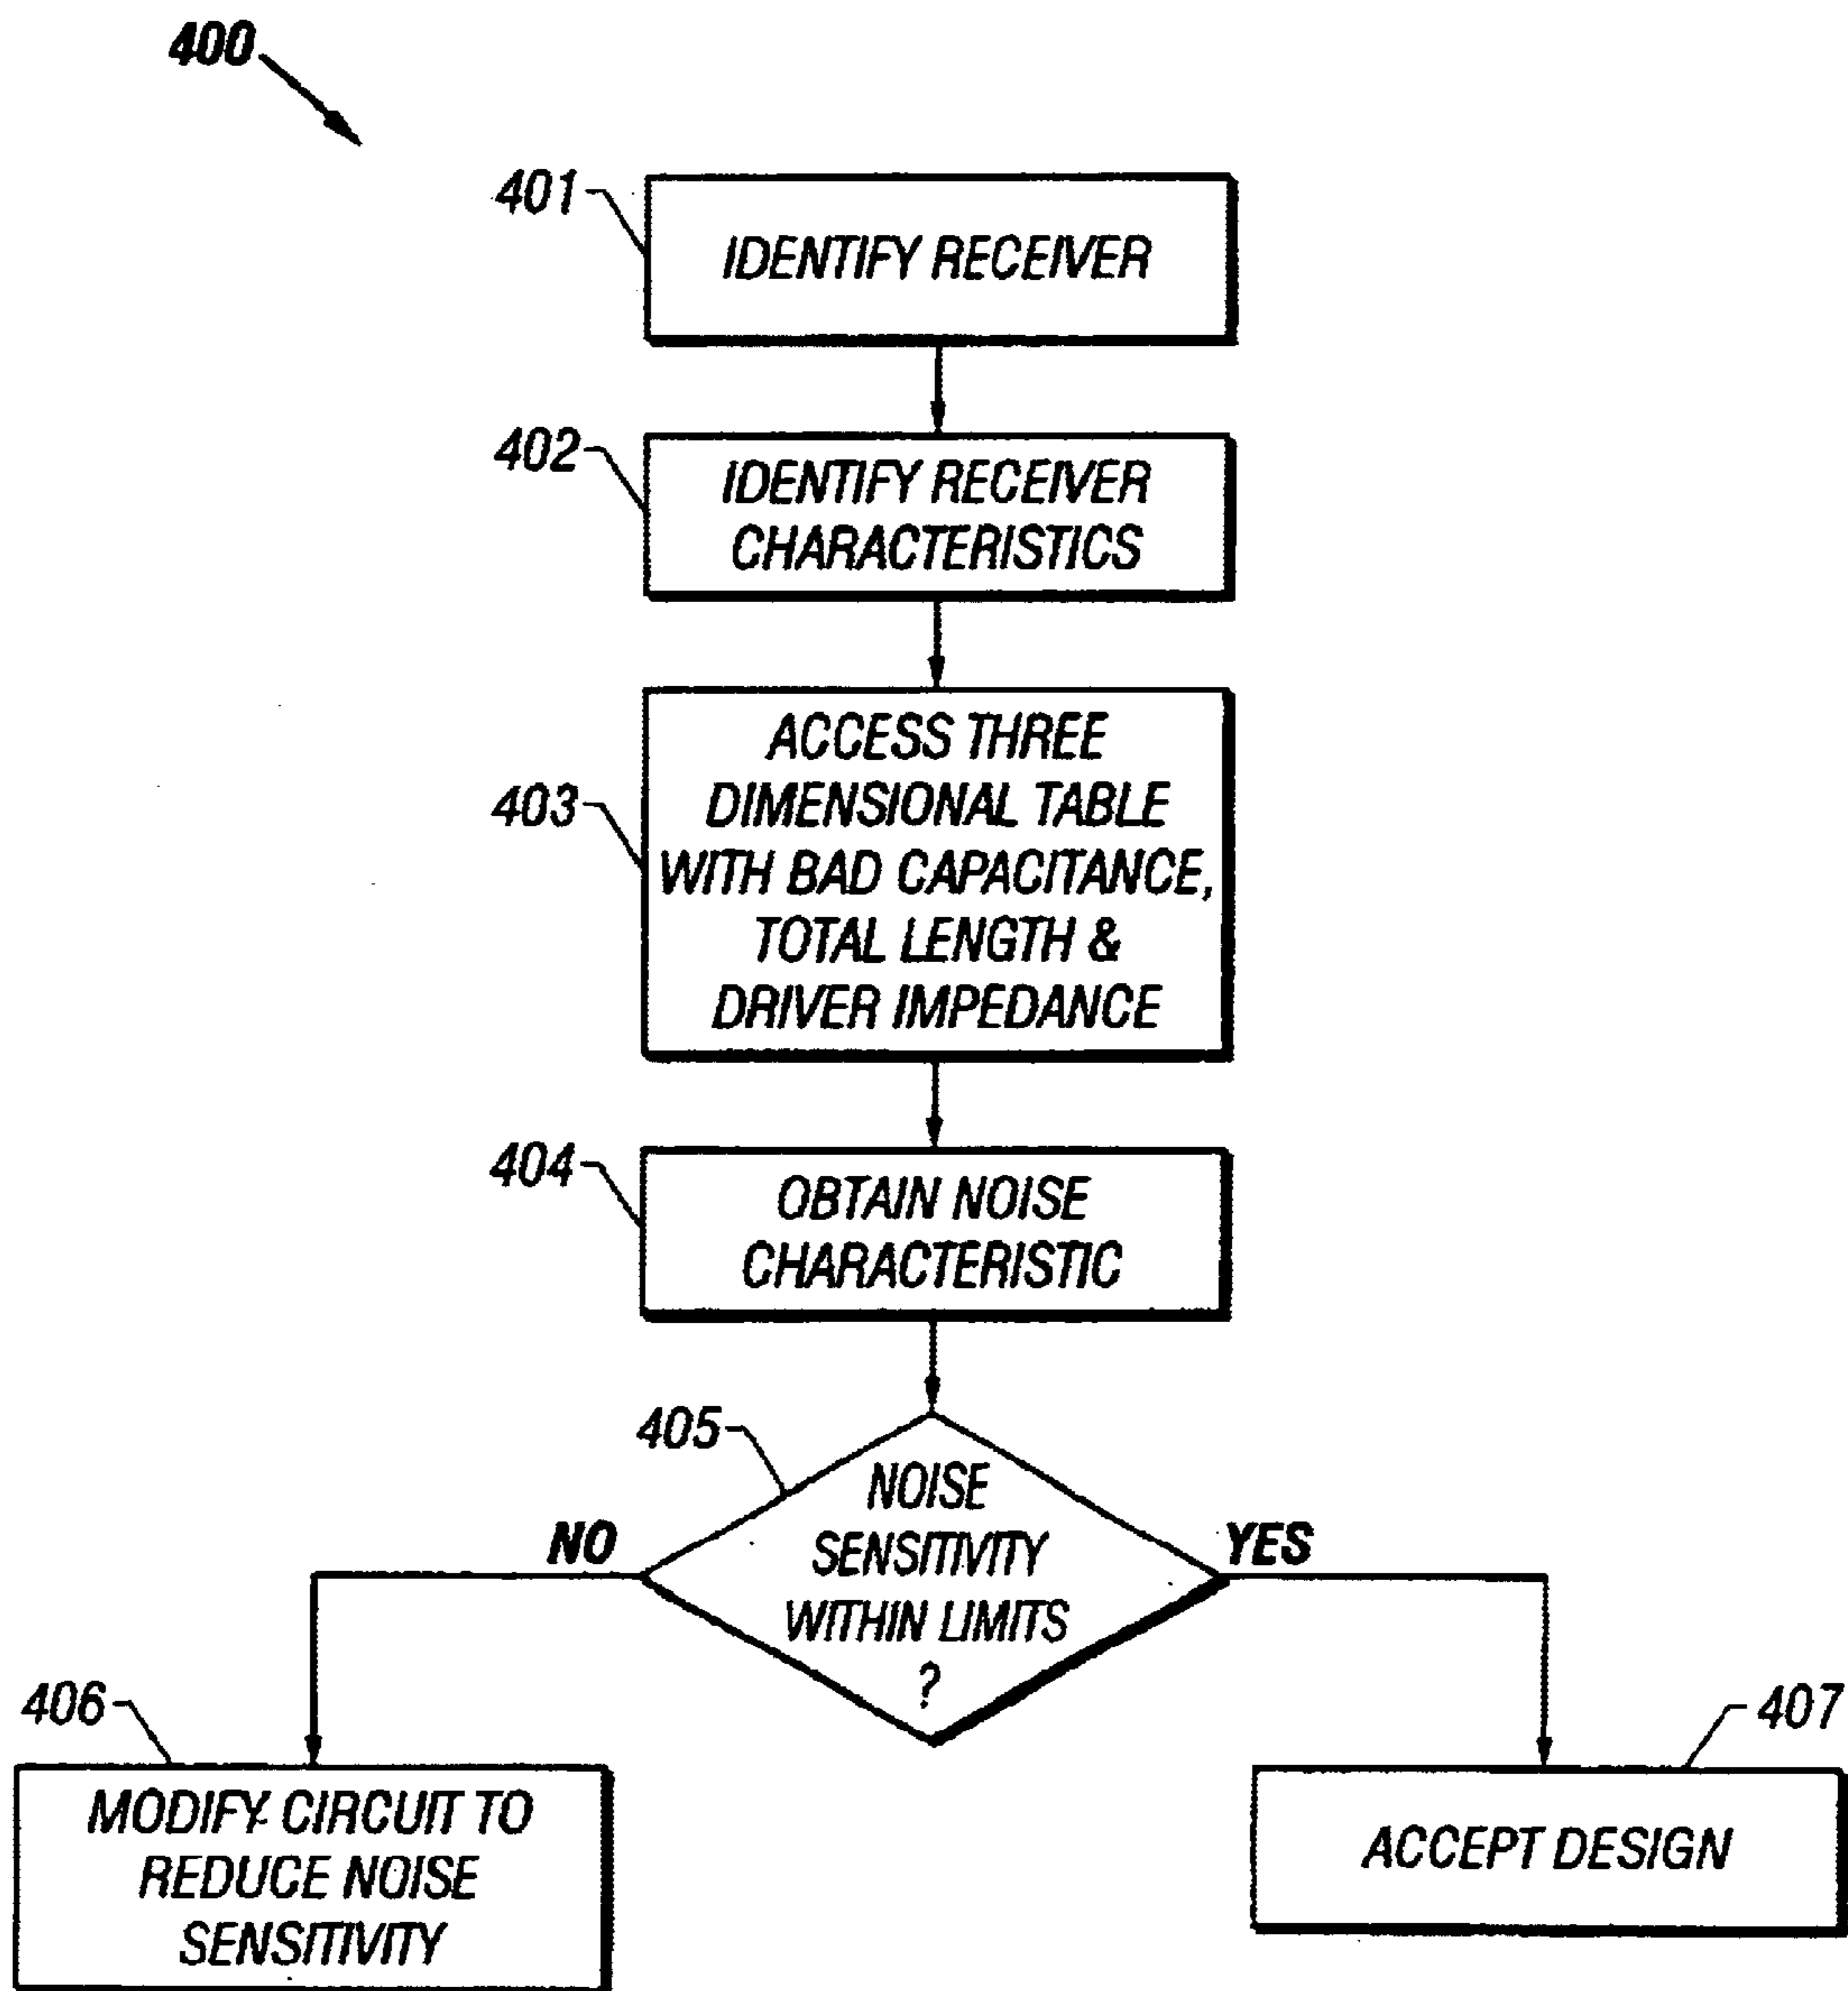 400
401
IDENTIFY RECEIVER
402
IDENTIFY RECEIVER
CHARACTERISTICS
403
ACCESS THREE
DIMENSIONAL TABLE
WITH BAD CAPACITANCE,
TOTAL LENGTH &
DRIVER IMPEDANCE
404
OBTAIN NOISE
CHARACTERISTIC
405
NOISE
SENSITIVITY
WITHIN LIMITS
?
NO
YES
406
MODIFY CIRCUIT TO
REDUCE NOISE
SENSITIVITY
407
ACCEPT DESIGN